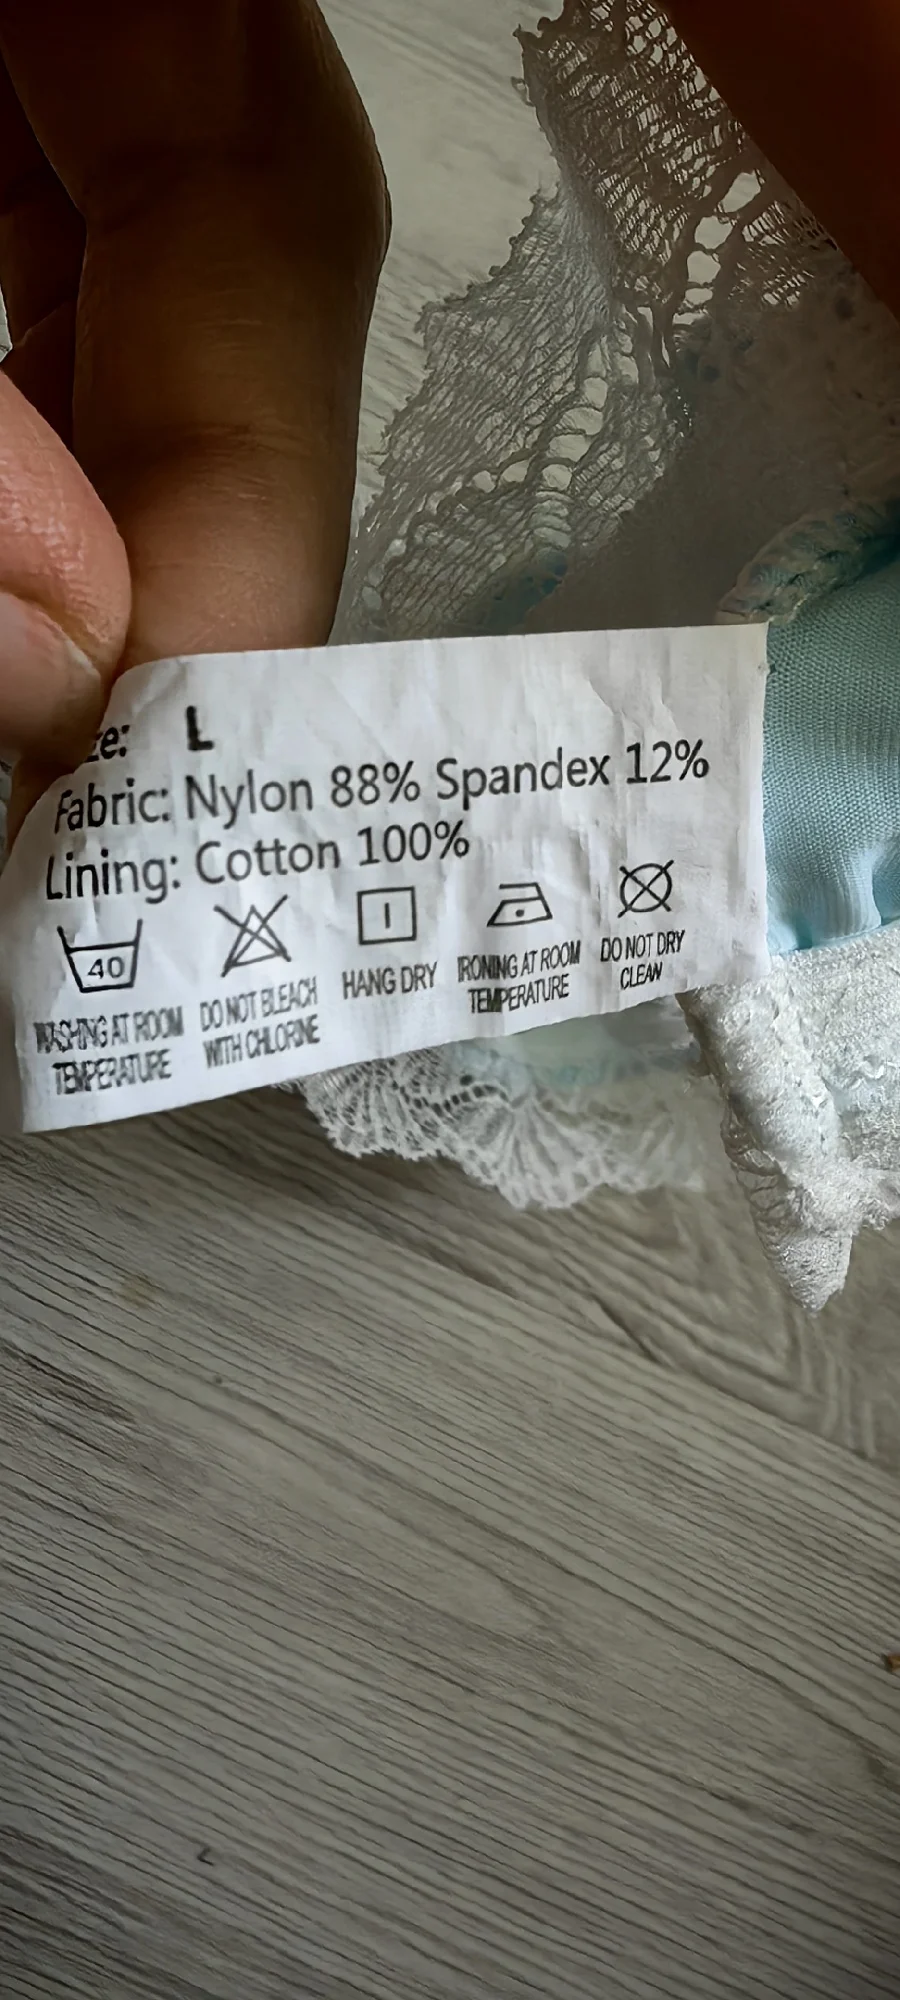 ze: L
Fabric: Nylon 88% Spandex 12%
Lining: Cotton 100%
40
WASHING AT ROOM TEMPERATURE
DO NOT BLEACH WITH CHLORINE
HANG DRY
IRONING AT ROOM TEMPERATURE
DO NOT DRY CLEAN